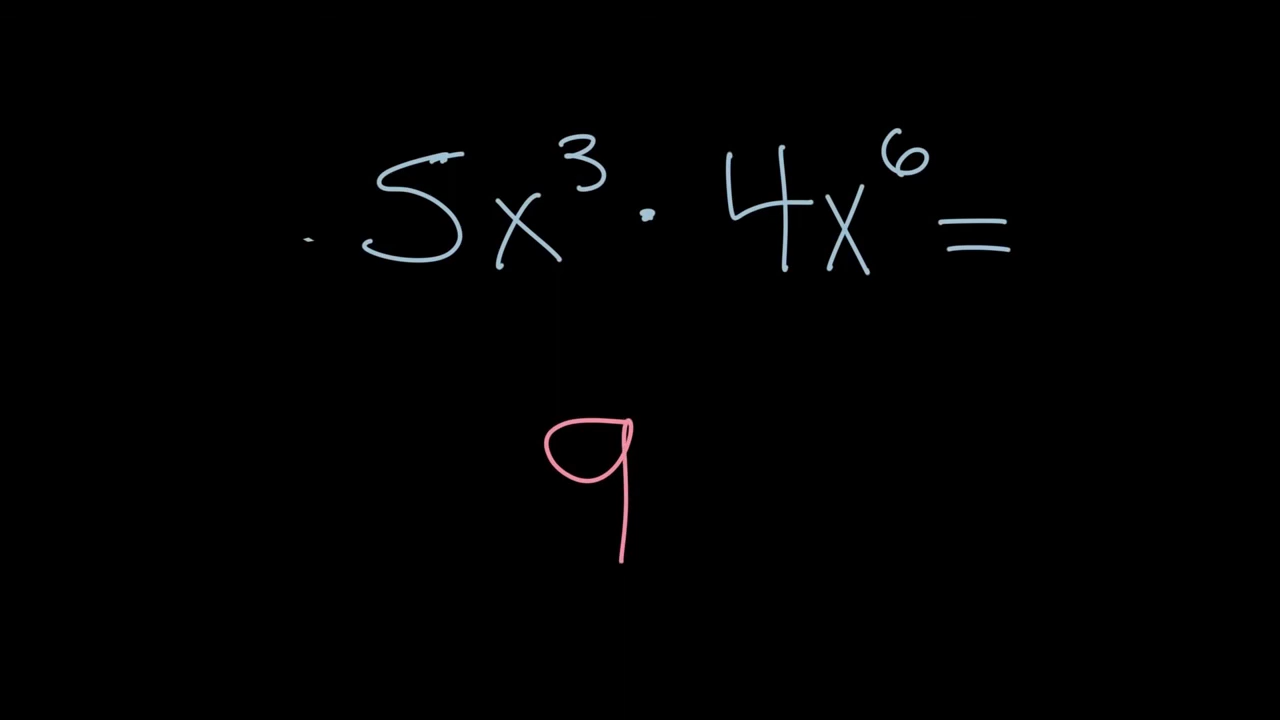 5x³ · 4x⁶ =
9